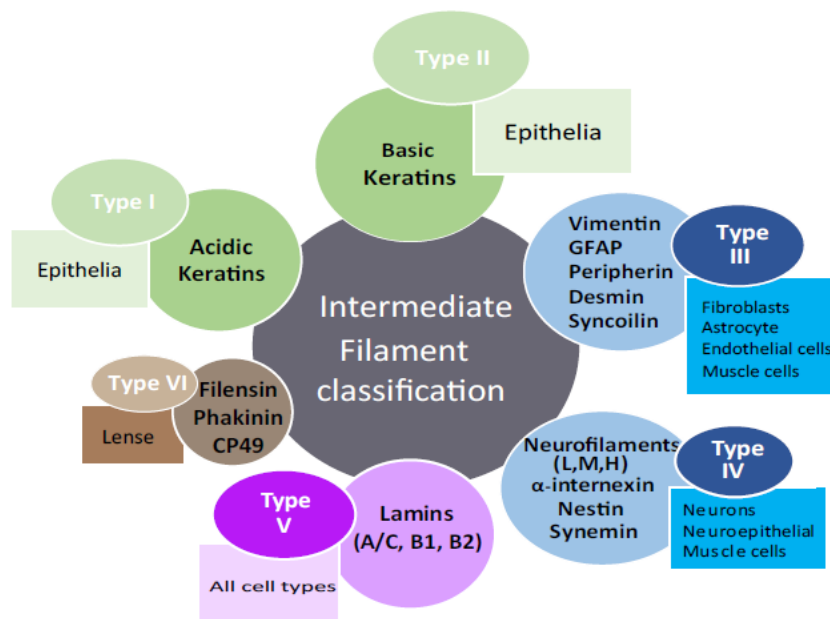 Type II
Basic
Keratins
Epithelia
Type I
Acidic
Keratins
Epithelia
Vimentin
GFAP
Peripherin
Desmin
Syncoilin
Type
III
Fibroblasts
Astrocyte
Endothelial cells
Muscle cells
Intermediate
Filament
classification
Type VI
Filensin
Phakinin
CP49
Lense
Neurofilaments
(L,M,H)
α-internexin
Nestin
Synemin
Type
IV
Neurons
Neuroepithelial
Muscle cells
Type
V
Lamins
(A/C, B1, B2)
All cell types